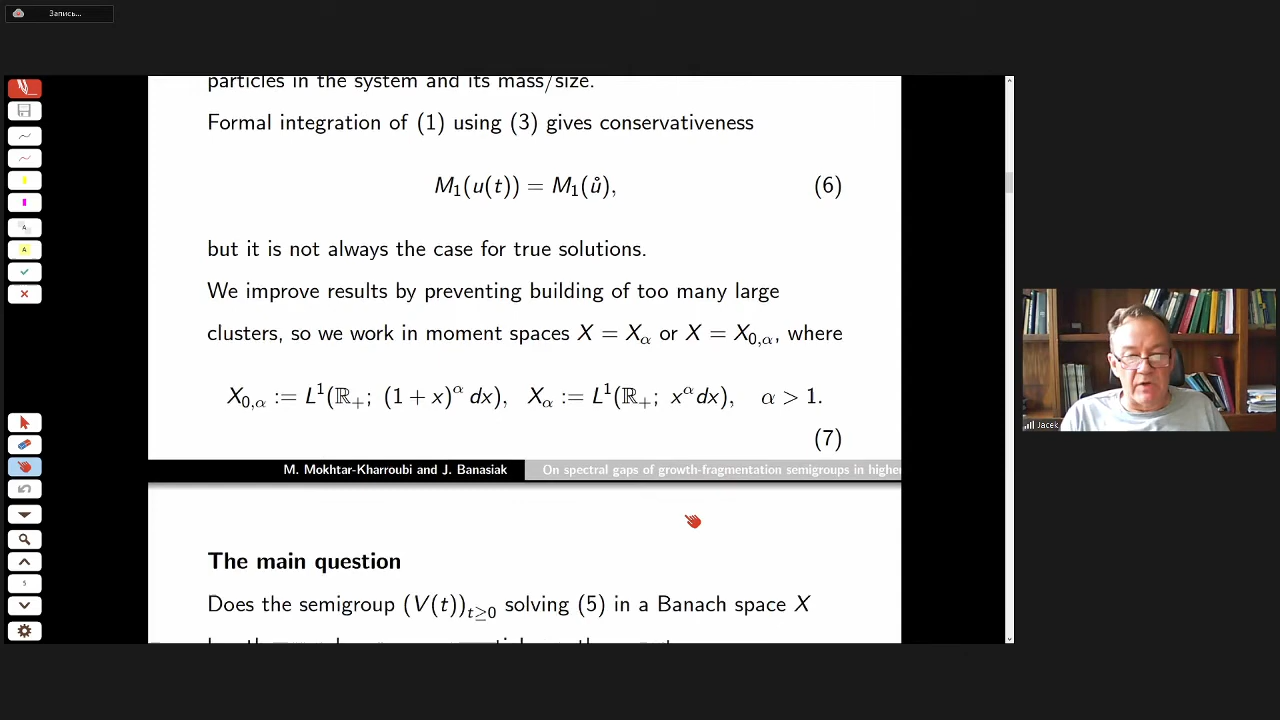 Запись...
particles in the system and its mass/size.
Formal integration of (1) using (3) gives conservativeness
M₁(u(t)) = M₁(ů), (6)
but it is not always the case for true solutions.
We improve results by preventing building of too many large
clusters, so we work in moment spaces X = X_α or X = X_{0,α}, where
X_{0,α} := L¹(ℝ₊; (1 + x)^α dx), X_α := L¹(ℝ₊; x^α dx), α > 1.
(7)
M. Mokhtar-Kharroubi and J. Banasiak On spectral gaps of growth-fragmentation semigroups in highe
The main question
Does the semigroup (V(t))_{t≥0} solving (5) in a Banach space X
5
Jacek